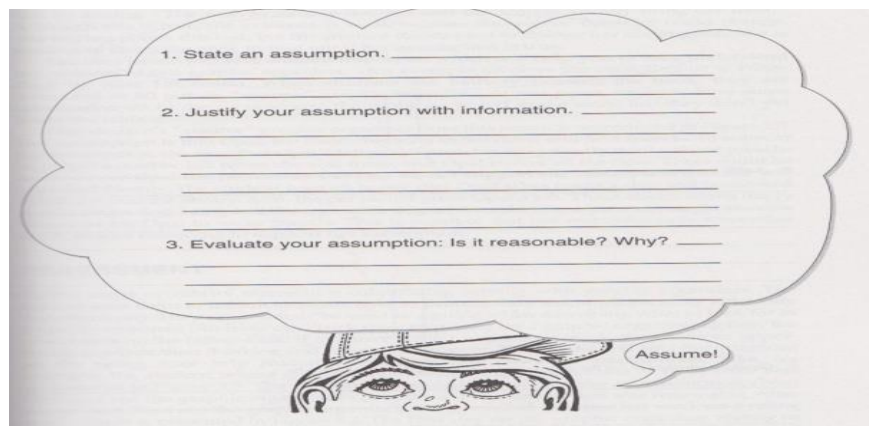 1. State an assumption.
2. Justify your assumption with information.
3. Evaluate your assumption: Is it reasonable? Why?
Assume!